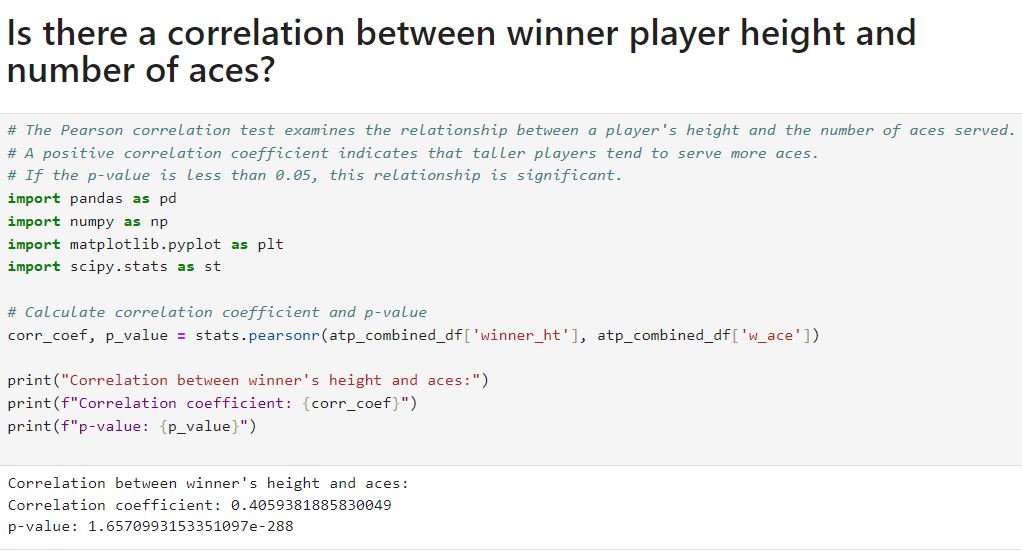 Is there a correlation between winner player height and
number of aces?
# The Pearson correlation test examines the relationship between a player's height and the number of aces served.
# A positive correlation coefficient indicates that taller players tend to serve more aces.
# If the p-value is less than 0.05, this relationship is significant.
import pandas as pd
import numpy as np
import matplotlib.pyplot as plt
import scipy.stats as st
# Calculate correlation coefficient and p-value
corr_coef, p_value = stats.pearsonr(atp_combined_df['winner_ht'], atp_combined_df['w_ace'])
print("Correlation between winner's height and aces:")
print(f"Correlation coefficient: {corr_coef}")
print(f"p-value: {p_value}")
Correlation between winner's height and aces:
Correlation coefficient: 0.4059381885830049
p-value: 1.6570993153351097e-288